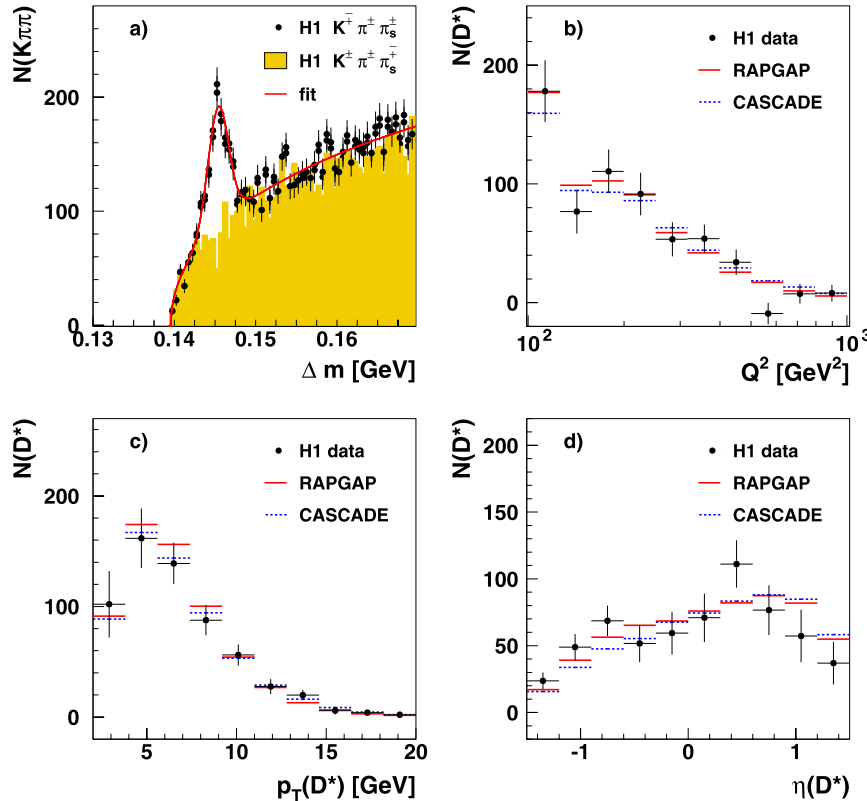 N(Kππ)
a)
H1 K∓ π± πs±
H1 K± π± πs∓
fit
200
100
0
0.13 0.14 0.15 0.16
Δ m [GeV]
N(D*)
b)
H1 data
RAPGAP
CASCADE
200
100
0
10² 10³
Q² [GeV²]
N(D*)
c)
H1 data
RAPGAP
CASCADE
200
100
0
5 10 15 20
pT(D*) [GeV]
N(D*)
d)
H1 data
RAPGAP
CASCADE
200
150
100
50
0
-1 0 1
η(D*)